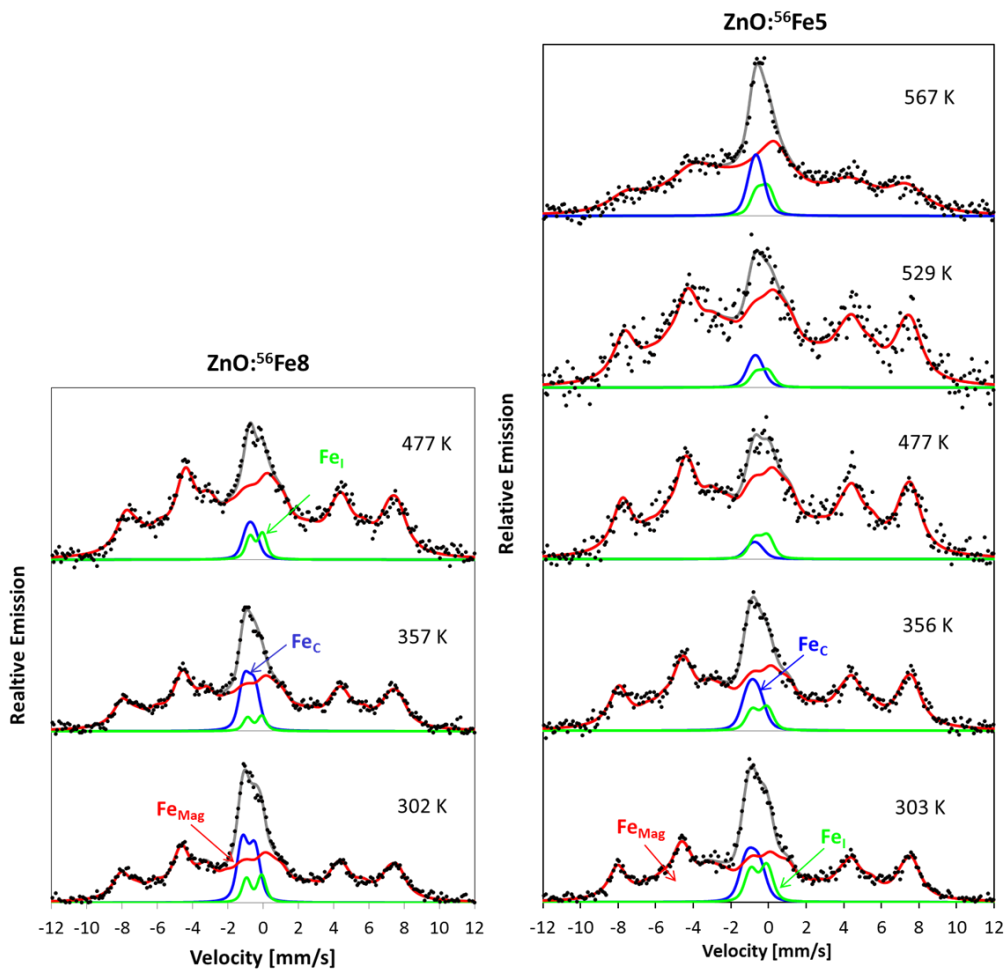 ZnO:⁵⁶Fe8
477 K
Fe_I
357 K
Fe_C
302 K
Fe_Mag
Realtive Emission
-12 -10 -8 -6 -4 -2 0 2 4 6 8 10 12
Velocity [mm/s]
ZnO:⁵⁶Fe5
567 K
529 K
477 K
356 K
Fe_C
303 K
Fe_Mag
Fe_I
Relative Emission
-12 -10 -8 -6 -4 -2 0 2 4 6 8 10 12
Velocity [mm/s]